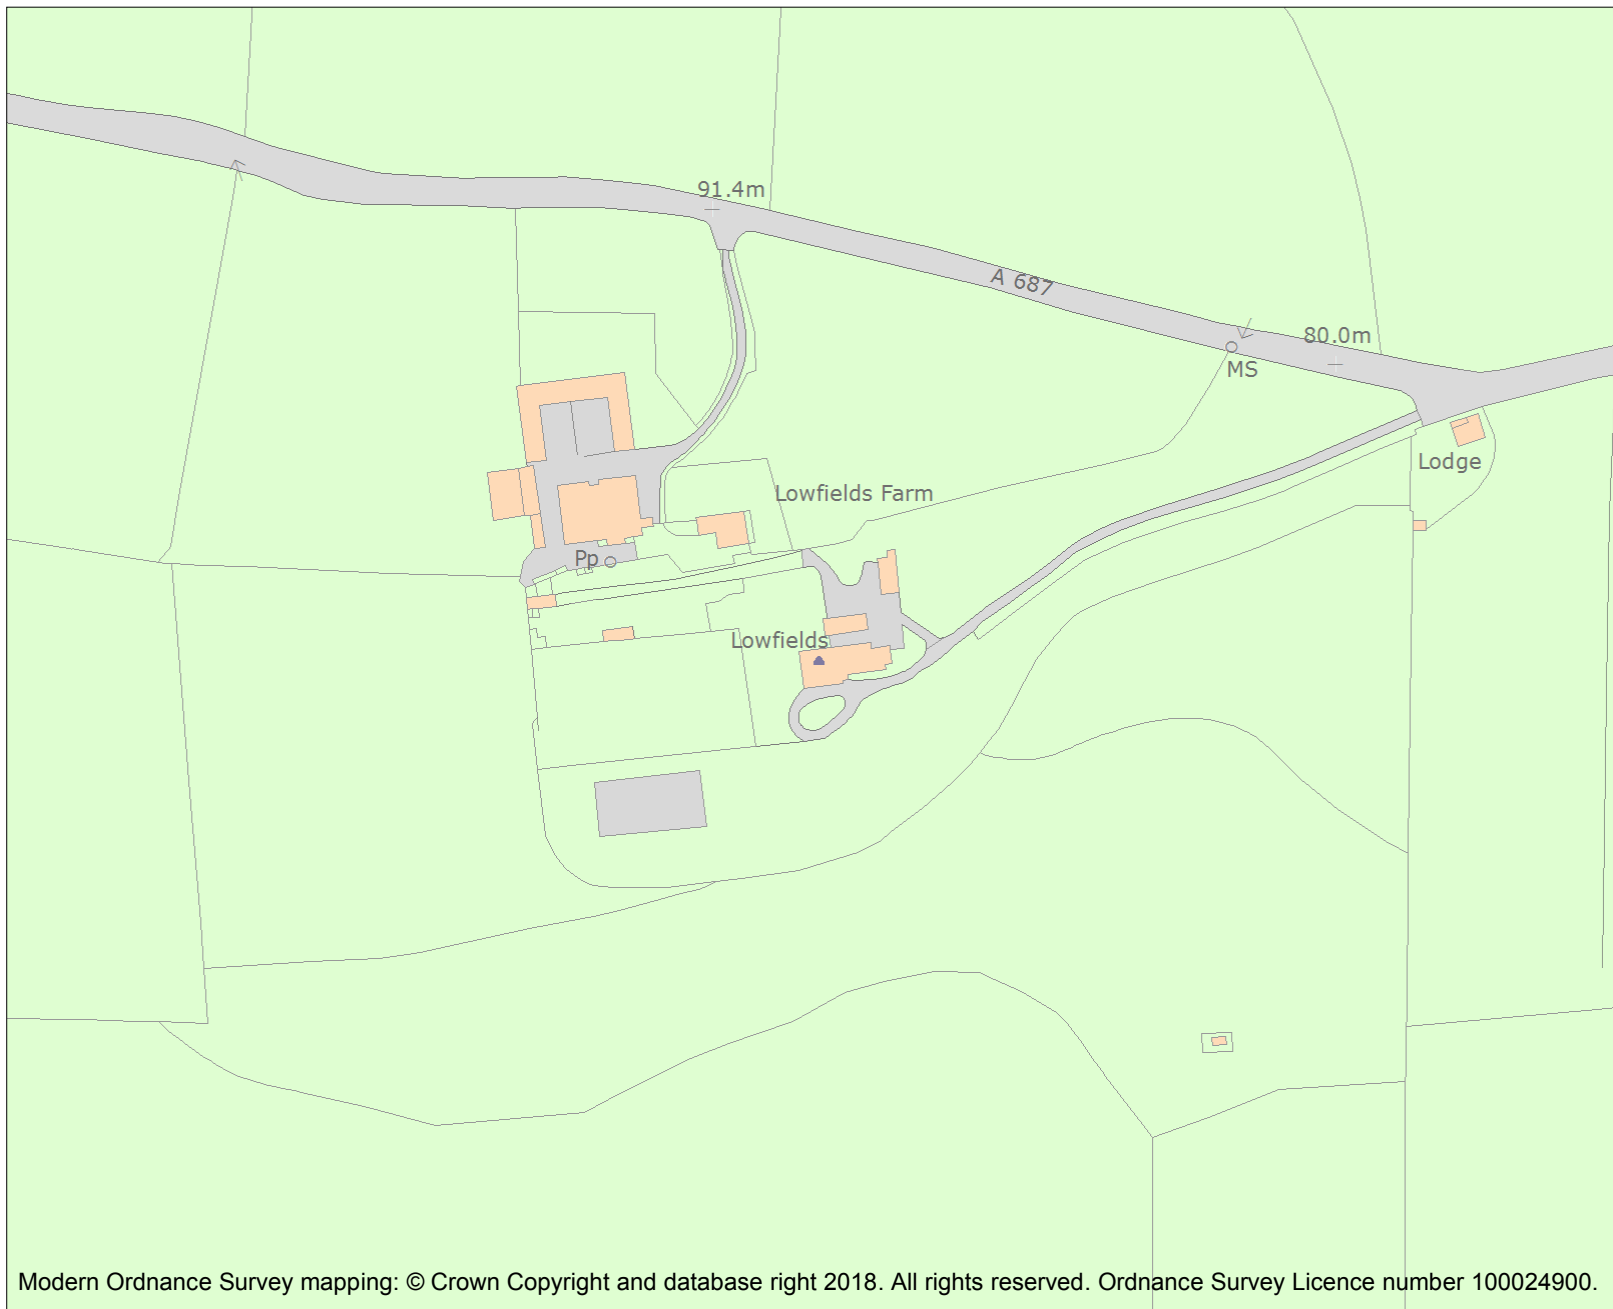 91.4m
A 687
80.0m
MS
Lodge
Lowfields Farm
Pp
Lowfields
Modern Ordnance Survey mapping: © Crown Copyright and database right 2018. All rights reserved. Ordnance Survey Licence number 100024900.